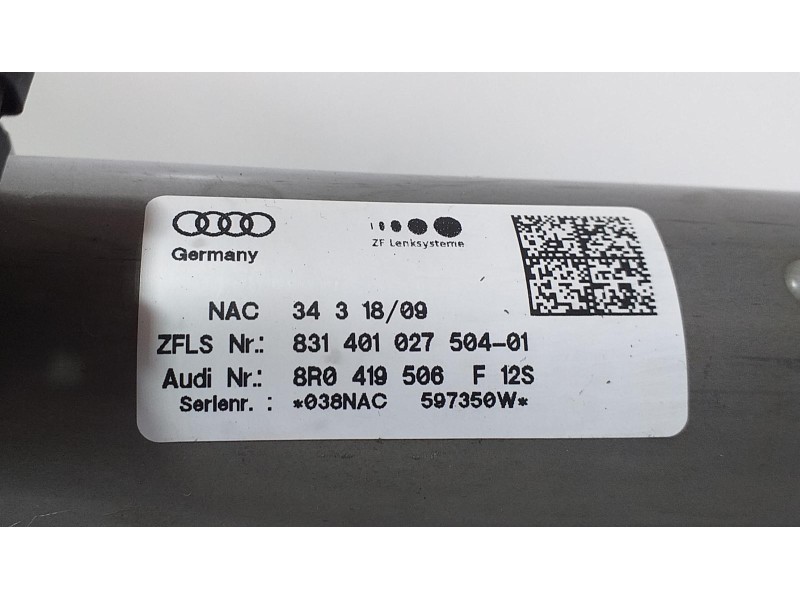 Germany
ZF Lenksysteme
NAC 34 3 18/09
ZFLS Nr.: 831 401 027 504-01
Audi Nr.: 8R0 419 506 F 12S
Serienr. : *038NAC 597350W*